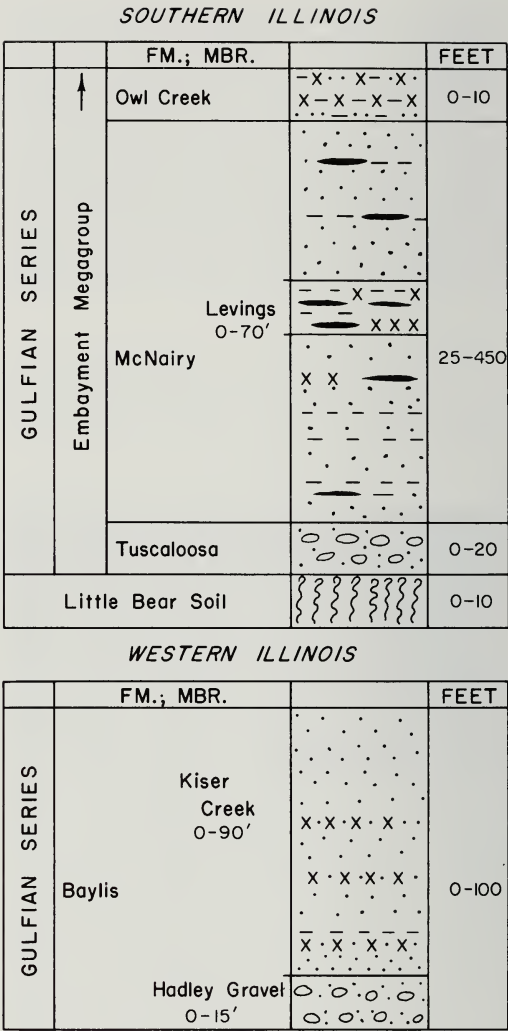 SOUTHERN ILLINOIS
FM.; MBR.
FEET
GULFIAN SERIES
Embayment Megagroup
Owl Creek
0-10
Levings
0-70'
McNairy
25-450
Tuscaloosa
0-20
Little Bear Soil
0-10
WESTERN ILLINOIS
FM.; MBR.
FEET
GULFIAN SERIES
Kiser
Creek
0-90'
Baylis
0-100
Hadley Gravel
0-15'